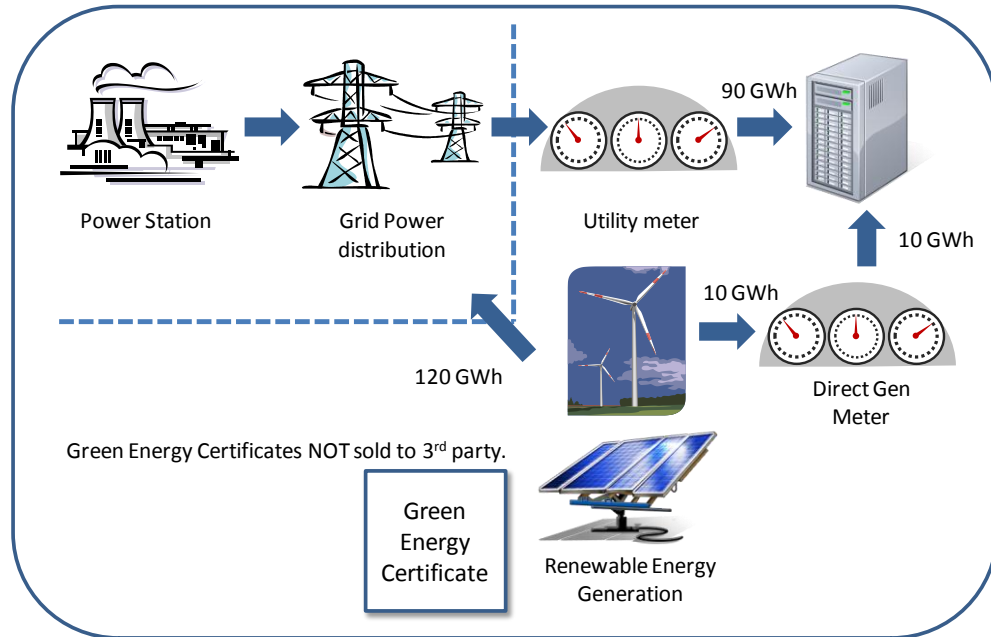 90 GWh
Power Station
Grid Power
distribution
Utility meter
10 GWh
10 GWh
120 GWh
Direct Gen
Meter
Green Energy Certificates NOT sold to 3rd party.
Green
Energy
Certificate
Renewable Energy
Generation